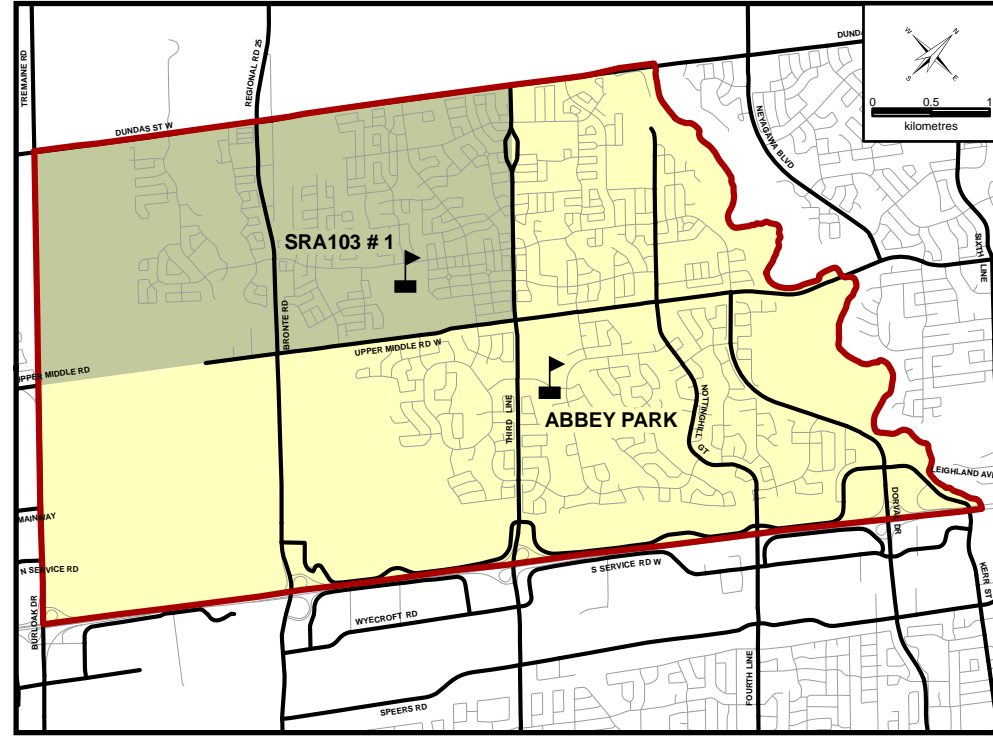 TREMAINE RD
REGIONAL RD 25
DUNDAS ST W
DUNDA
W
N
S
E
0
0.5
1
kilometres
NEYAGAWA BLVD
SIXTH LINE
SRA103 # 1
BRONTE RD
UPPER MIDDLE RD W
UPPER MIDDLE RD
THIRD LINE
ABBEY PARK
NOTTINGHILL GT
LEIGHLAND AVE
DORVAL DR
MAINWAY
N SERVICE RD
S SERVICE RD W
KERR ST
BURLOAK DR
WYECROFT RD
FOURTH LINE
SPEERS RD